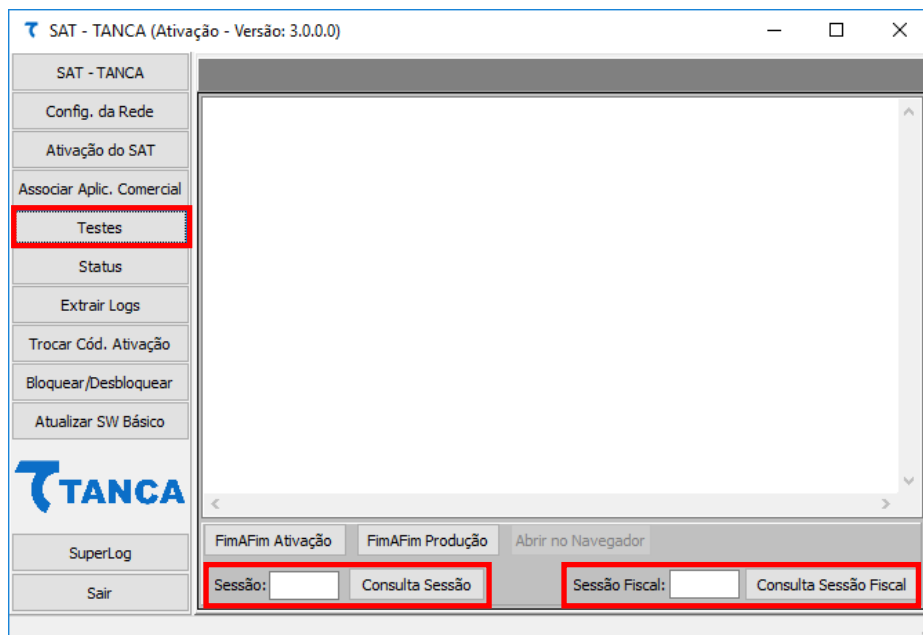 SAT - TANCA (Ativação - Versão: 3.0.0.0)
SAT - TANCA
Config. da Rede
Ativação do SAT
Associar Aplic. Comercial
Testes
Status
Extrair Logs
Trocar Cód. Ativação
Bloquear/Desbloquear
Atualizar SW Básico
TANCA
SuperLog
Sair
FimAFim Ativação FimAFim Produção Abrir no Navegador
Sessão: Consulta Sessão Sessão Fiscal: Consulta Sessão Fiscal